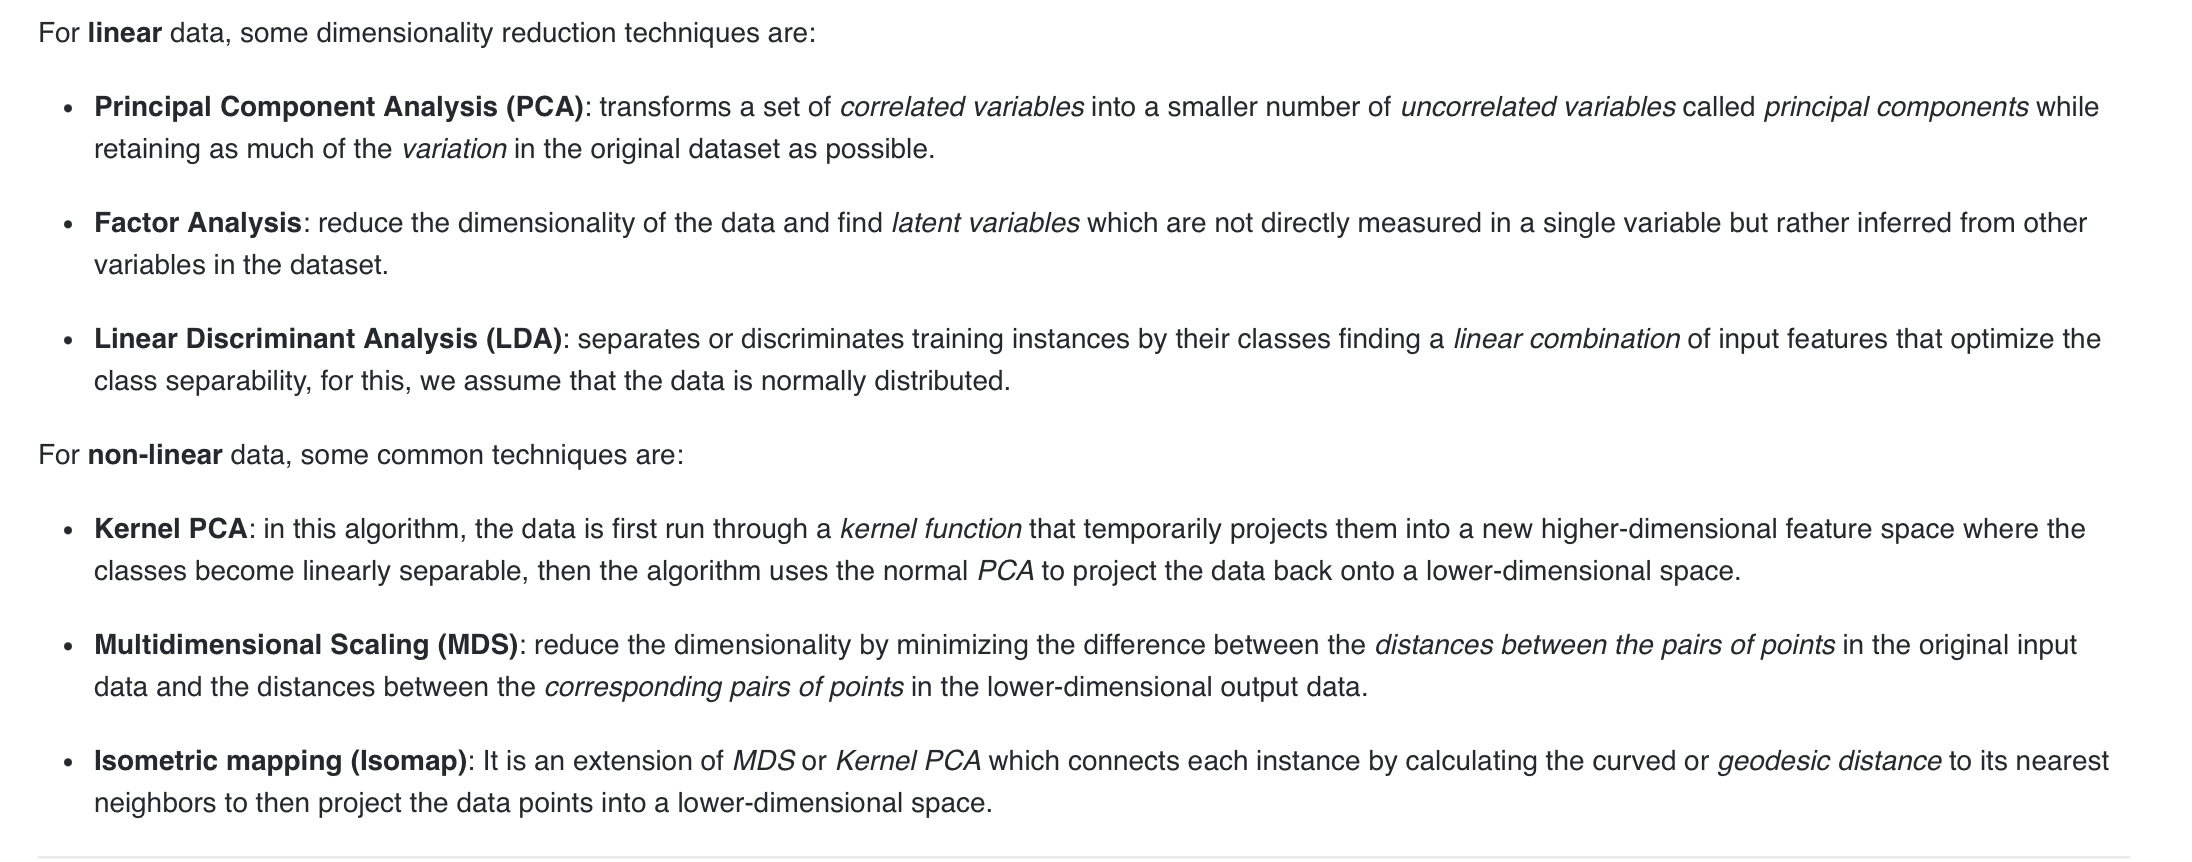 For linear data, some dimensionality reduction techniques are:
• Principal Component Analysis (PCA): transforms a set of correlated variables into a smaller number of uncorrelated variables called principal components while
retaining as much of the variation in the original dataset as possible.
• Factor Analysis: reduce the dimensionality of the data and find latent variables which are not directly measured in a single variable but rather inferred from other
variables in the dataset.
• Linear Discriminant Analysis (LDA): separates or discriminates training instances by their classes finding a linear combination of input features that optimize the
class separability, for this, we assume that the data is normally distributed.
For non-linear data, some common techniques are:
• Kernel PCA: in this algorithm, the data is first run through a kernel function that temporarily projects them into a new higher-dimensional feature space where the
classes become linearly separable, then the algorithm uses the normal PCA to project the data back onto a lower-dimensional space.
• Multidimensional Scaling (MDS): reduce the dimensionality by minimizing the difference between the distances between the pairs of points in the original input
data and the distances between the corresponding pairs of points in the lower-dimensional output data.
• Isometric mapping (Isomap): It is an extension of MDS or Kernel PCA which connects each instance by calculating the curved or geodesic distance to its nearest
neighbors to then project the data points into a lower-dimensional space.